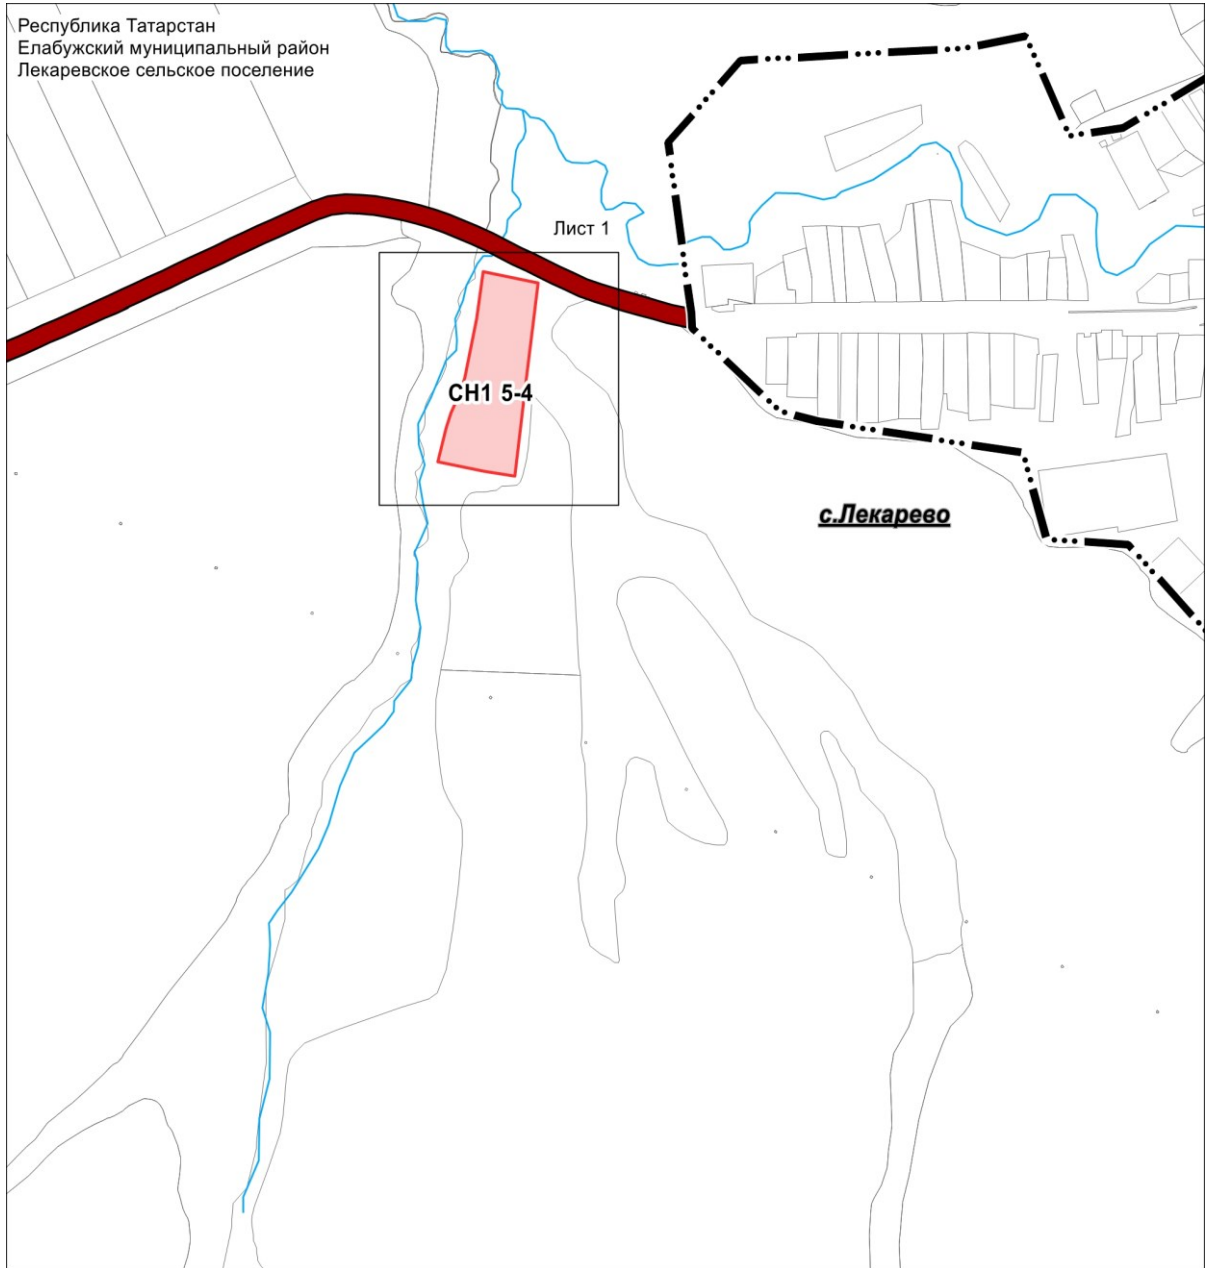 Республика Татарстан
Елабужский муниципальный район
Лекаревское сельское поселение
Лист 1
СН1 5-4
с.Лекарево